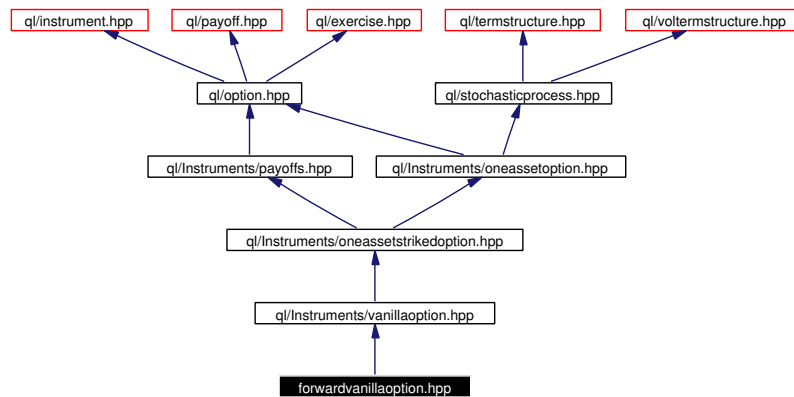 ql/instrument.hpp
ql/payoff.hpp
ql/exercise.hpp
ql/termstructure.hpp
ql/voltermstructure.hpp
ql/option.hpp
ql/stochasticprocess.hpp
ql/Instruments/payoffs.hpp
ql/Instruments/oneassetoption.hpp
ql/Instruments/oneassetstrikedoption.hpp
ql/Instruments/vanillaoption.hpp
forwardvanillaoption.hpp